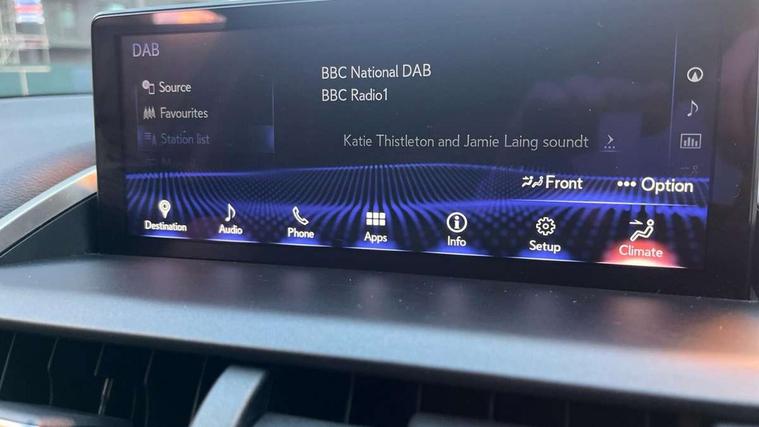 DAB
BBC National DAB
BBC Radio1
Source
Favourites
Station list
Katie Thistleton and Jamie Laing soundt
Front
Option
Destination
Audio
Phone
Apps
Info
Setup
Climate